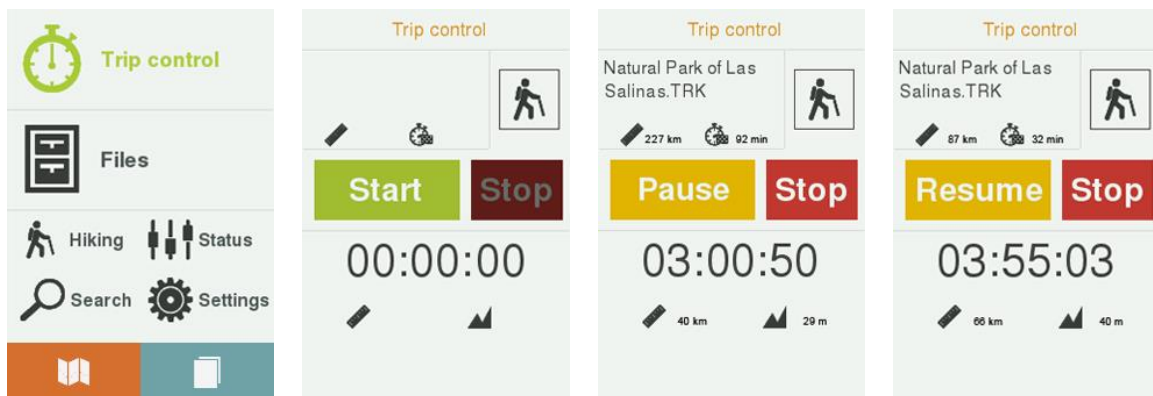 Trip control
Files
Hiking
Status
Search
Settings
Trip control
Start
Stop
00:00:00
Trip control
Natural Park of Las
Salinas.TRK
227 km
92 min
Pause
Stop
03:00:50
40 km
29 m
Trip control
Natural Park of Las
Salinas.TRK
87 km
32 min
Resume
Stop
03:55:03
66 km
40 m